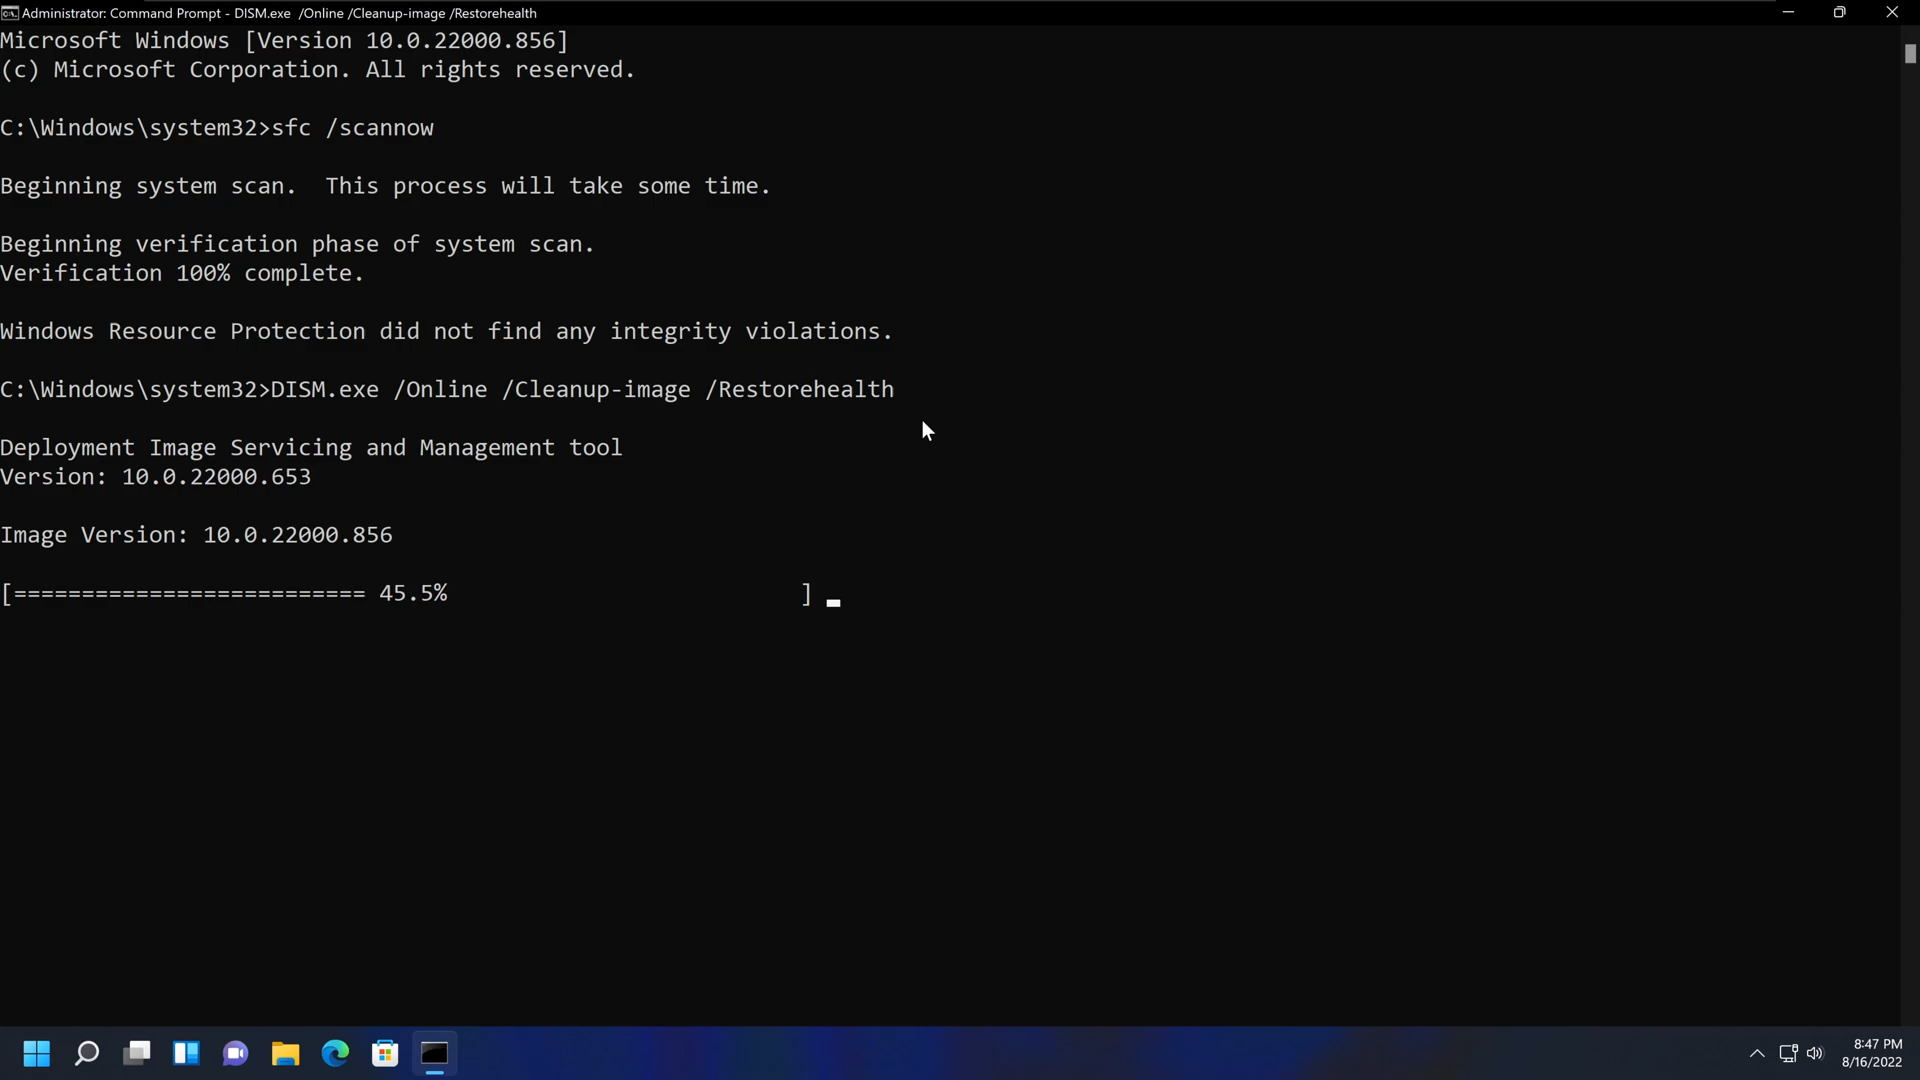 Administrator: Command Prompt - DISM.exe  /Online /Cleanup-image /Restorehealth
Microsoft Windows [Version 10.0.22000.856]
(c) Microsoft Corporation. All rights reserved.
C:\Windows\system32>sfc /scannow
Beginning system scan.  This process will take some time.
Beginning verification phase of system scan.
Verification 100% complete.
Windows Resource Protection did not find any integrity violations.
C:\Windows\system32>DISM.exe /Online /Cleanup-image /Restorehealth
Deployment Image Servicing and Management tool
Version: 10.0.22000.653
Image Version: 10.0.22000.856
[========================== 45.5%                          ]
8:47 PM
8/16/2022